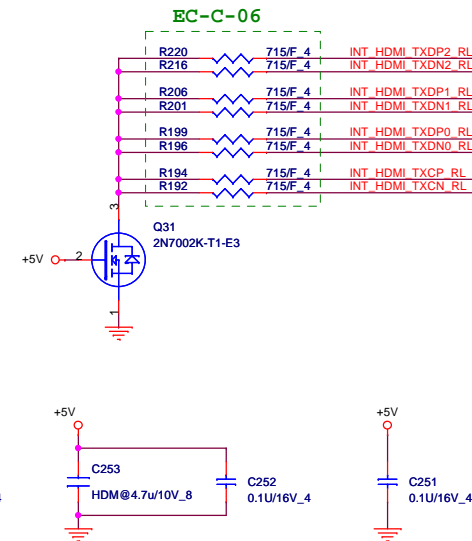 EC-C-06
R220 715/F_4 INT_HDMI_TXDP2_RL
R216 715/F_4 INT_HDMI_TXDN2_RL
R206 715/F_4 INT_HDMI_TXDP1_RL
R201 715/F_4 INT_HDMI_TXDN1_RL
R199 715/F_4 INT_HDMI_TXDP0_RL
R196 715/F_4 INT_HDMI_TXDN0_RL
R194 715/F_4 INT_HDMI_TXCP_RL
R192 715/F_4 INT_HDMI_TXCN_RL
3
Q31
2N7002K-T1-E3
+5V 2
1
+5V +5V
C253
HDM@4.7u/10V_8
C252
0.1U/16V_4
C251
0.1U/16V_4